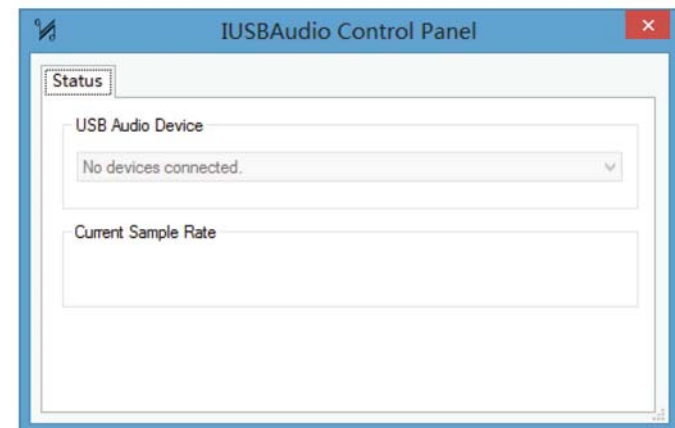 IUSBAudio Control Panel
Status
USB Audio Device
No devices connected.
Current Sample Rate